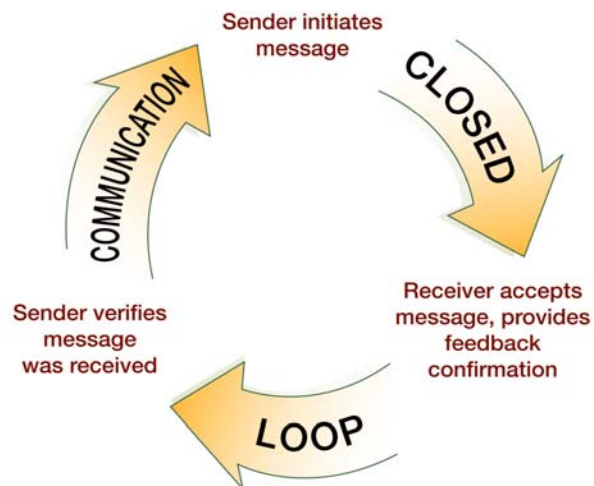 Sender initiates
message
CLOSED
Receiver accepts
message, provides
feedback
confirmation
LOOP
Sender verifies
message
was received
COMMUNICATION